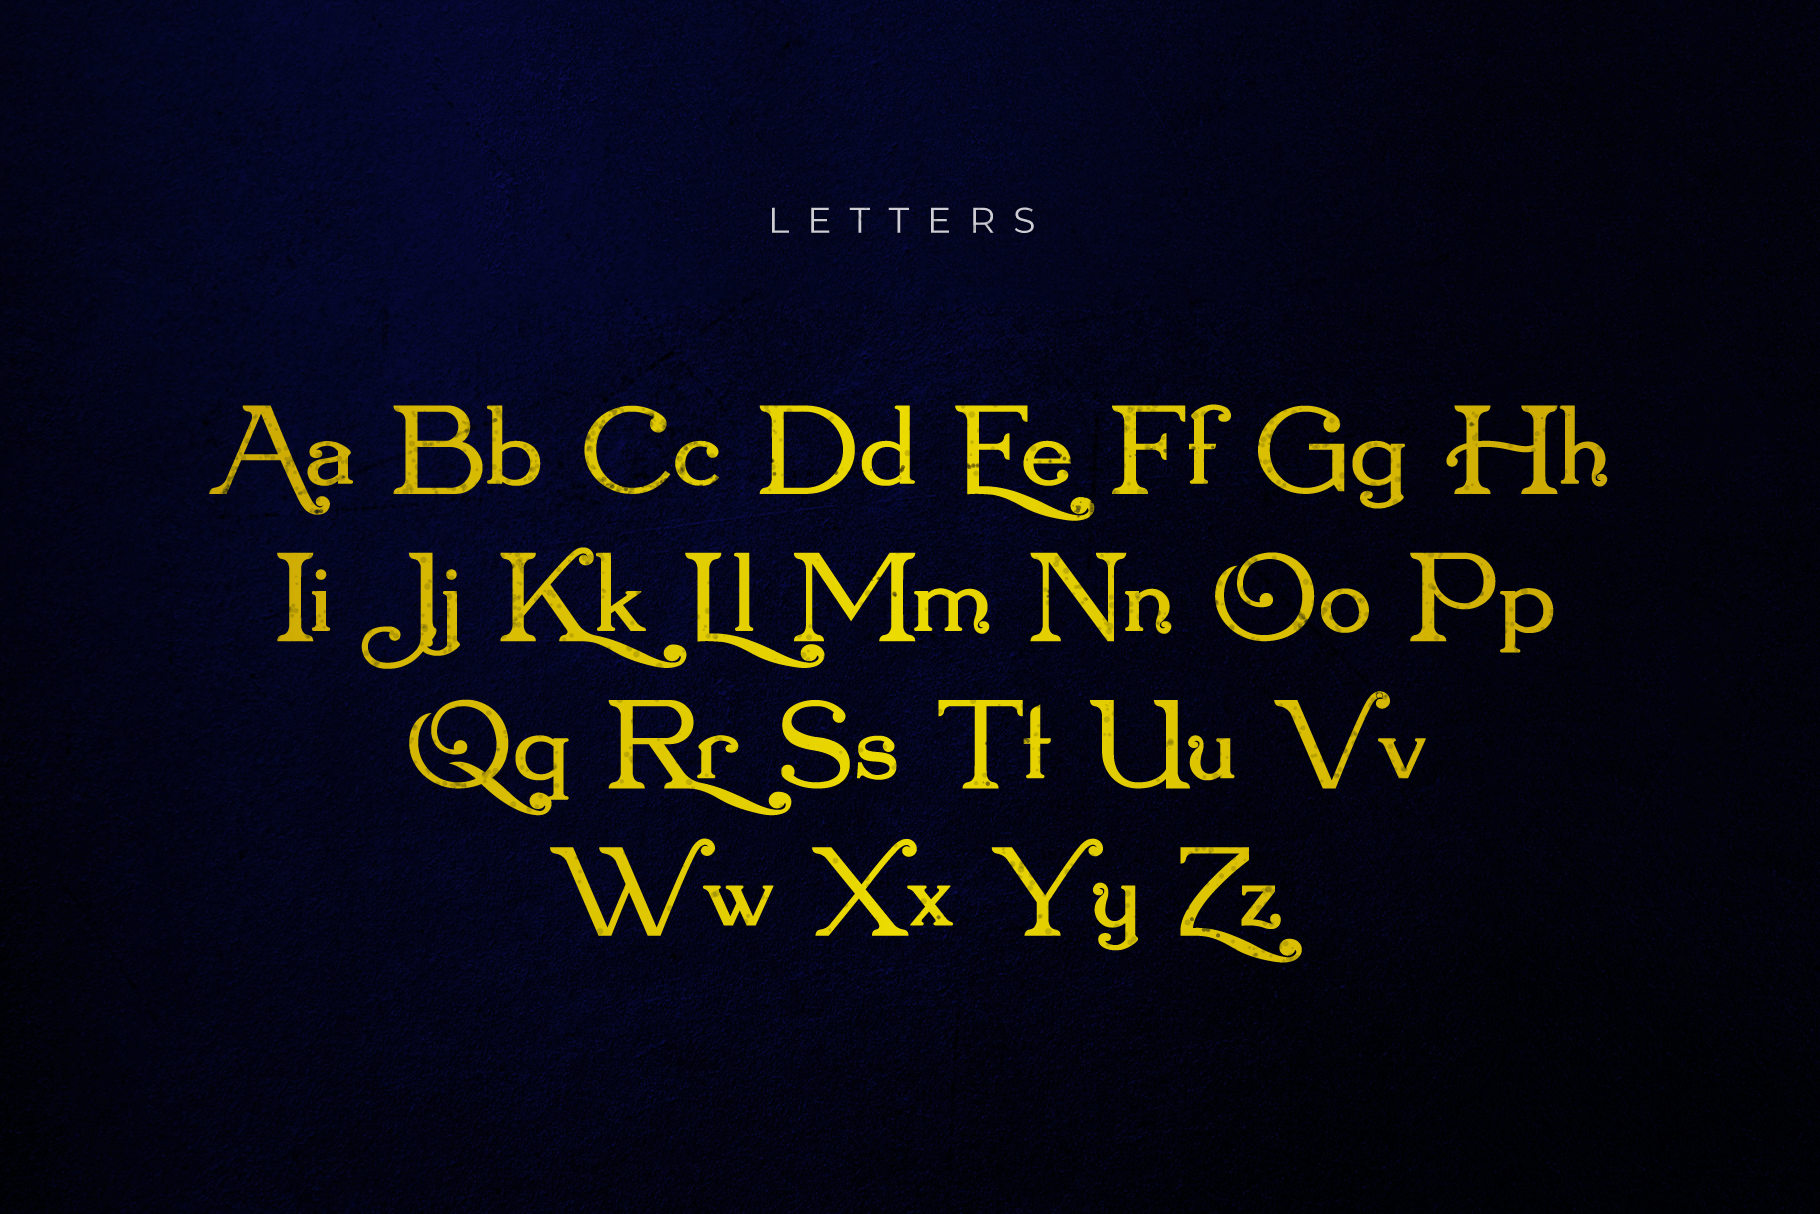 LETTERS
Aa Bb Cc Dd Ee Ff Gg Hh
Ii Jj Kk Ll Mm Nn Oo Pp
Qq Rr Ss Tt Uu Vv
Ww Xx Yy Zz